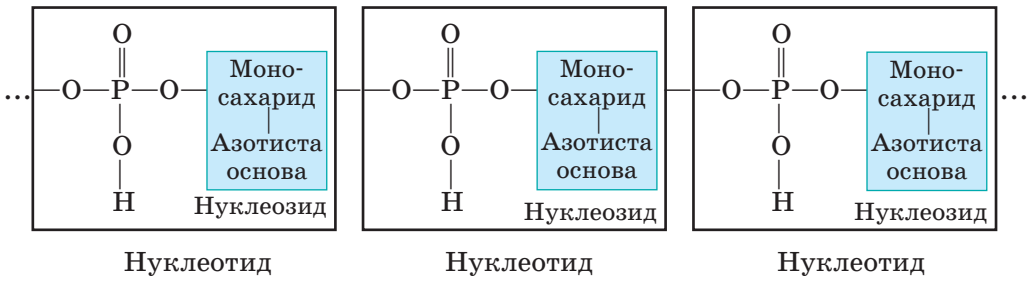 O O O
Моно- Моно- Моно-
... —O—P—O— сахарид —O—P—O— сахарид —O—P—O— сахарид ...
O Азотиста O Азотиста O Азотиста
основа основа основа
H Нуклеозид H Нуклеозид H Нуклеозид
Нуклеотид Нуклеотид Нуклеотид